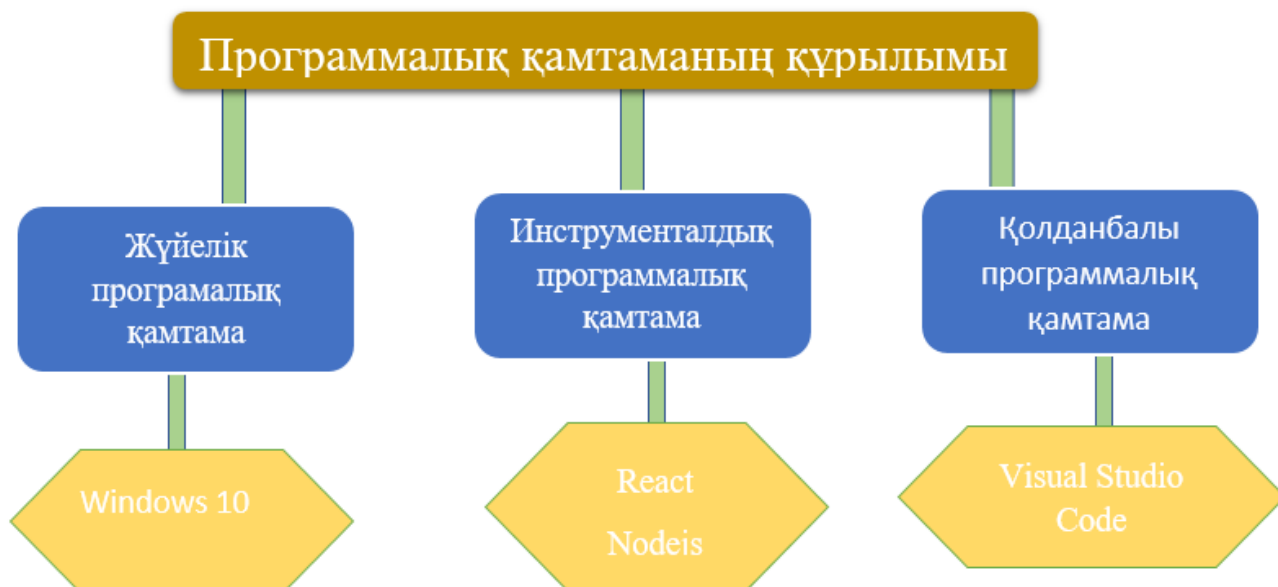 Программалық қамтаманың құрылымы
Жүйелік
програмалық
қамтама
Инструменталдық
программалық
қамтама
Қолданбалы
программалық
қамтама
Windows 10
React
Nodeis
Visual Studio
Code